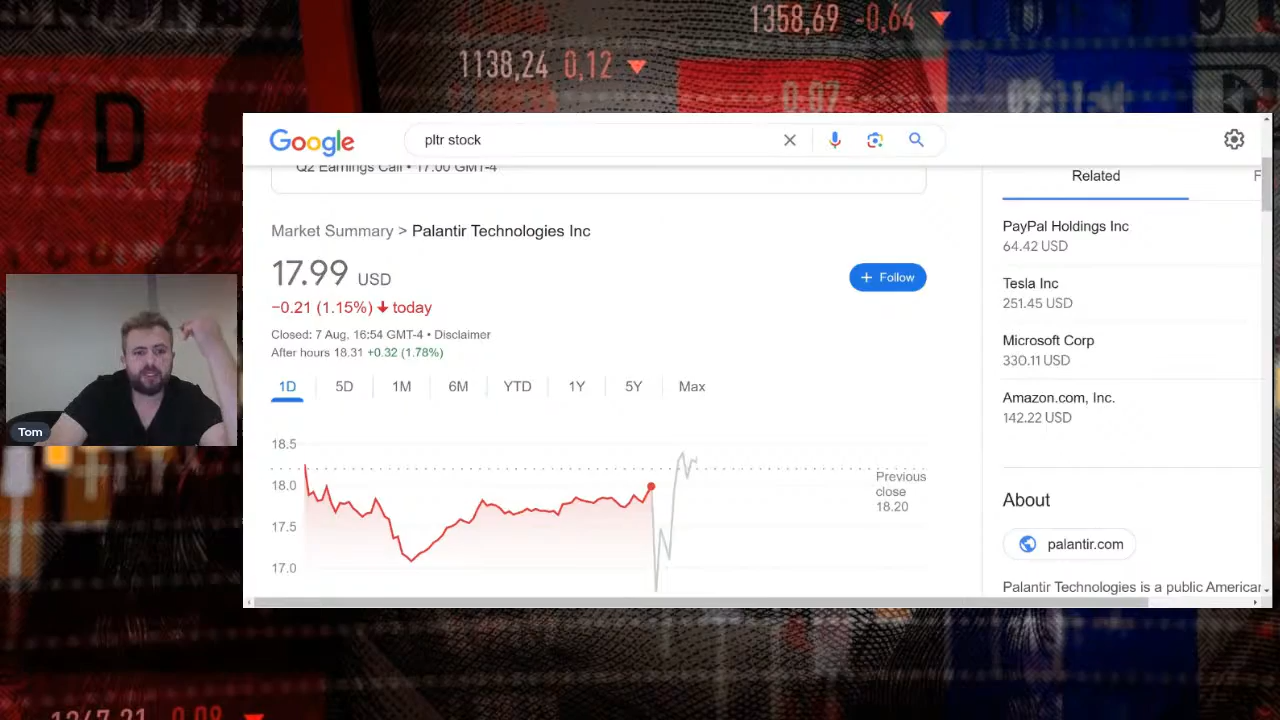 1358,69 -0,64
1138,24 0,12
7 D
0.87
Google
pltr stock
Q2 Earnings Call • 17:00 GMT-4
Related
Market Summary > Palantir Technologies Inc
17.99 USD
−0.21 (1.15%) today
Closed: 7 Aug, 16:54 GMT-4 • Disclaimer
After hours 18.31 +0.32 (1.78%)
+ Follow
1D 5D 1M 6M YTD 1Y 5Y Max
18.5
18.0
17.5
17.0
Previous
close
18.20
PayPal Holdings Inc
64.42 USD
Tesla Inc
251.45 USD
Microsoft Corp
330.11 USD
Amazon.com, Inc.
142.22 USD
About
palantir.com
Palantir Technologies is a public American
Tom